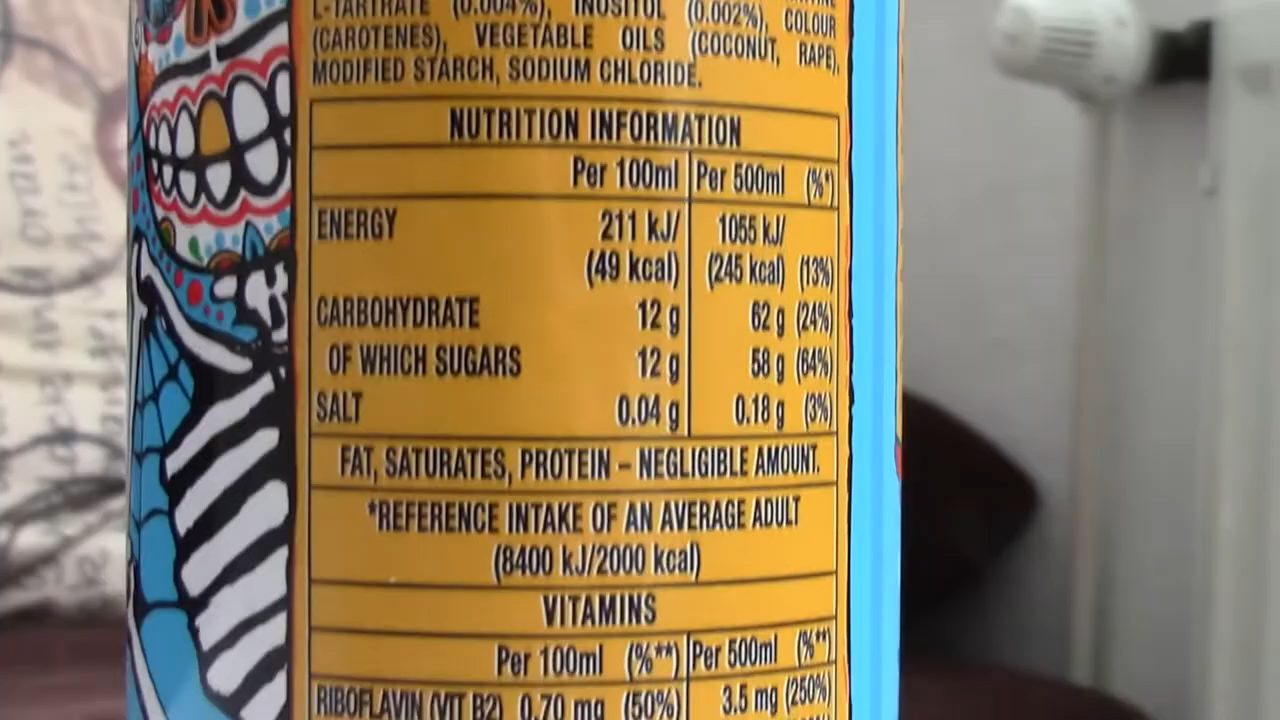 L-TARTRATE (0.004%), INOSITOL (0.002%), COLOUR
(CAROTENES), VEGETABLE OILS (COCONUT, RAPE),
MODIFIED STARCH, SODIUM CHLORIDE.
NUTRITION INFORMATION
Per 100ml Per 500ml (%*)
ENERGY 211 kJ/ 1055 kJ/
(49 kcal) (245 kcal) (13%)
CARBOHYDRATE 12 g 62 g (24%)
OF WHICH SUGARS 12 g 58 g (64%)
SALT 0.04 g 0.18 g (3%)
FAT, SATURATES, PROTEIN – NEGLIGIBLE AMOUNT.
*REFERENCE INTAKE OF AN AVERAGE ADULT
(8400 kJ/2000 kcal)
VITAMINS
Per 100ml (%**) Per 500ml (%**)
RIBOFLAVIN (VIT B2) 0.70 mg (50%) 3.5 mg (250%)